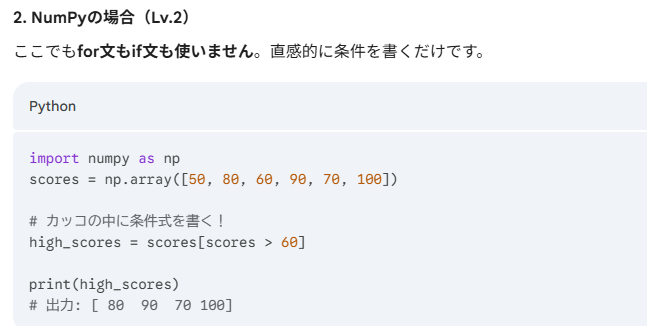 2. NumPyの場合（Lv.2）
ここでもfor文もif文も使いません。直感的に条件を書くだけです。
Python
import numpy as np
scores = np.array([50, 80, 60, 90, 70, 100])
# カッコの中に条件式を書く！
high_scores = scores[scores > 60]
print(high_scores)
# 出力: [ 80  90  70 100]